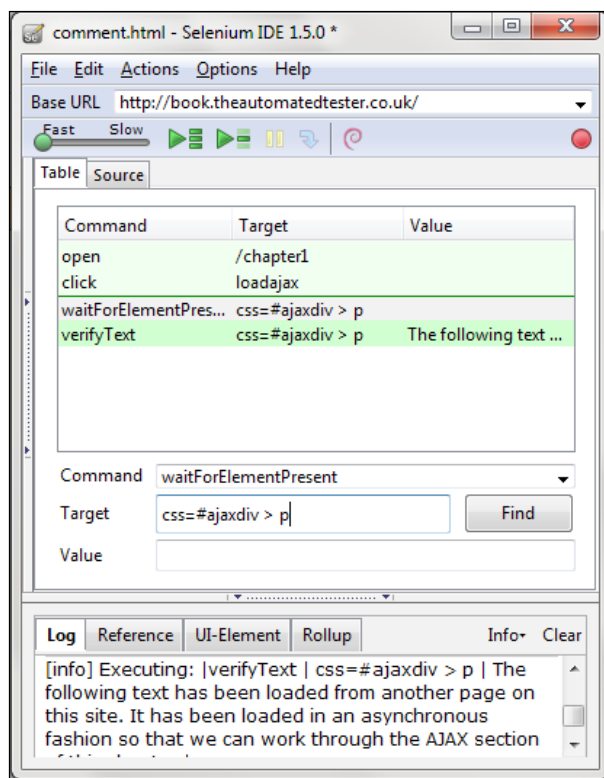 comment.html - Selenium IDE 1.5.0 *
File Edit Actions Options Help
Base URL http://book.theautomatedtester.co.uk/
Fast Slow
Table Source
Command Target Value
open /chapter1
click loadajax
waitForElementPres... css=#ajaxdiv > p
verifyText css=#ajaxdiv > p The following text ...
Command waitForElementPresent
Target css=#ajaxdiv > p Find
Value
Log Reference UI-Element Rollup Info Clear
[info] Executing: |verifyText | css=#ajaxdiv > p | The
following text has been loaded from another page on
this site. It has been loaded in an asynchronous
fashion so that we can work through the AJAX section